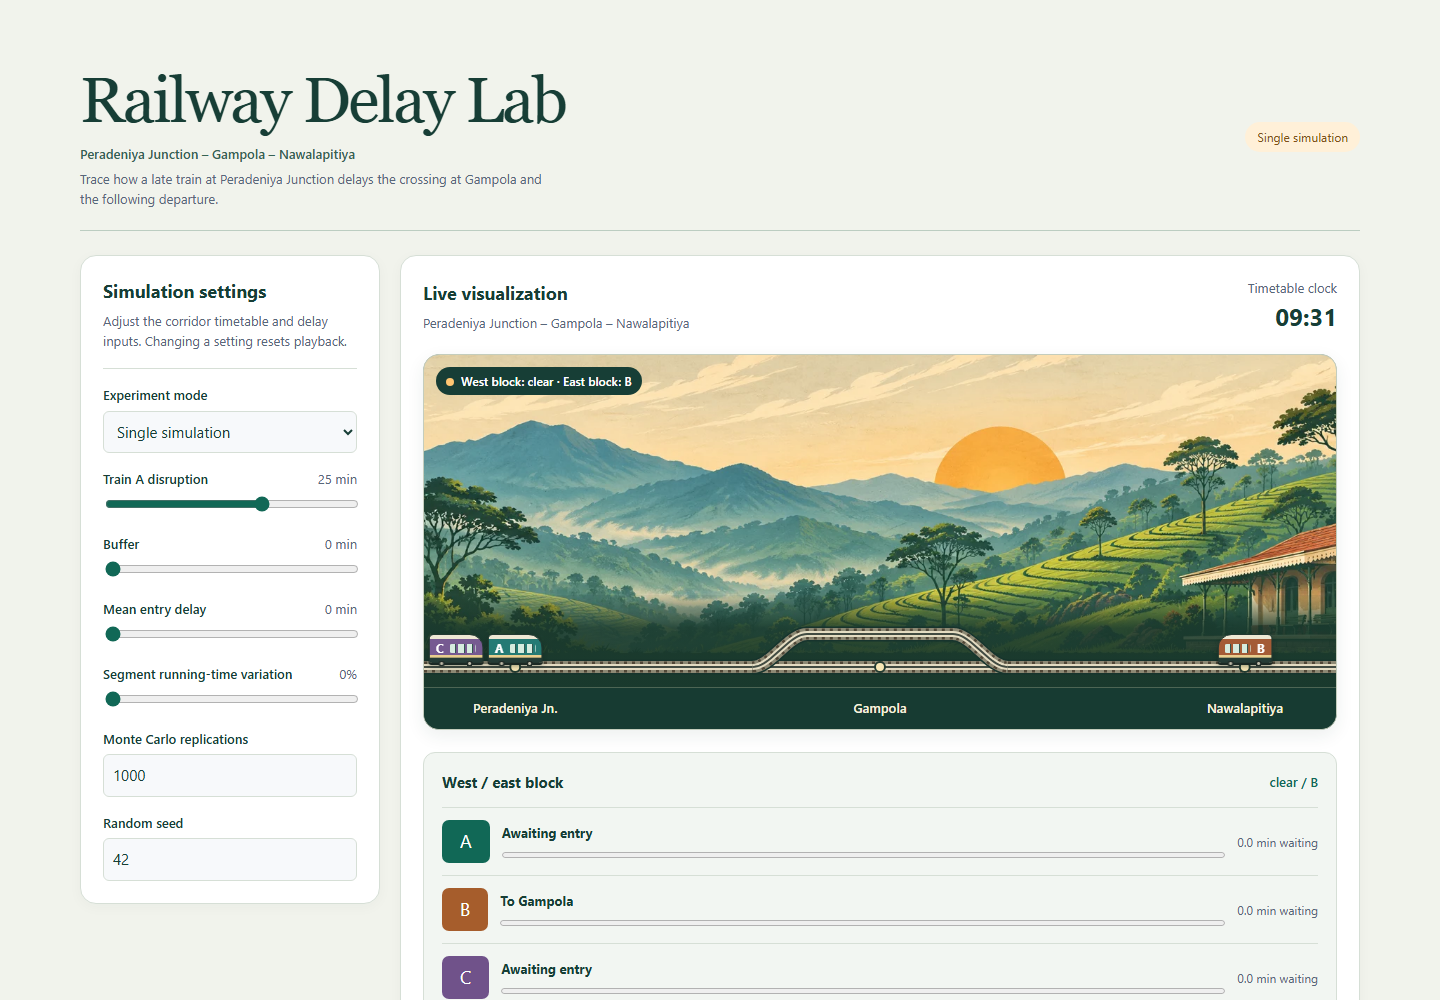 Railway Delay Lab
Peradeniya Junction – Gampola – Nawalapitiya
Trace how a late train at Peradeniya Junction delays the crossing at Gampola and
the following departure.
Single simulation
Simulation settings
Adjust the corridor timetable and delay
inputs. Changing a setting resets playback.
Experiment mode
Single simulation
Train A disruption 25 min
Buffer 0 min
Mean entry delay 0 min
Segment running-time variation 0%
Monte Carlo replications
1000
Random seed
42
Live visualization
Peradeniya Junction – Gampola – Nawalapitiya
Timetable clock
09:31
West block: clear · East block: B
C A B
Peradeniya Jn. Gampola Nawalapitiya
West / east block clear / B
A Awaiting entry 0.0 min waiting
B To Gampola 0.0 min waiting
C Awaiting entry 0.0 min waiting